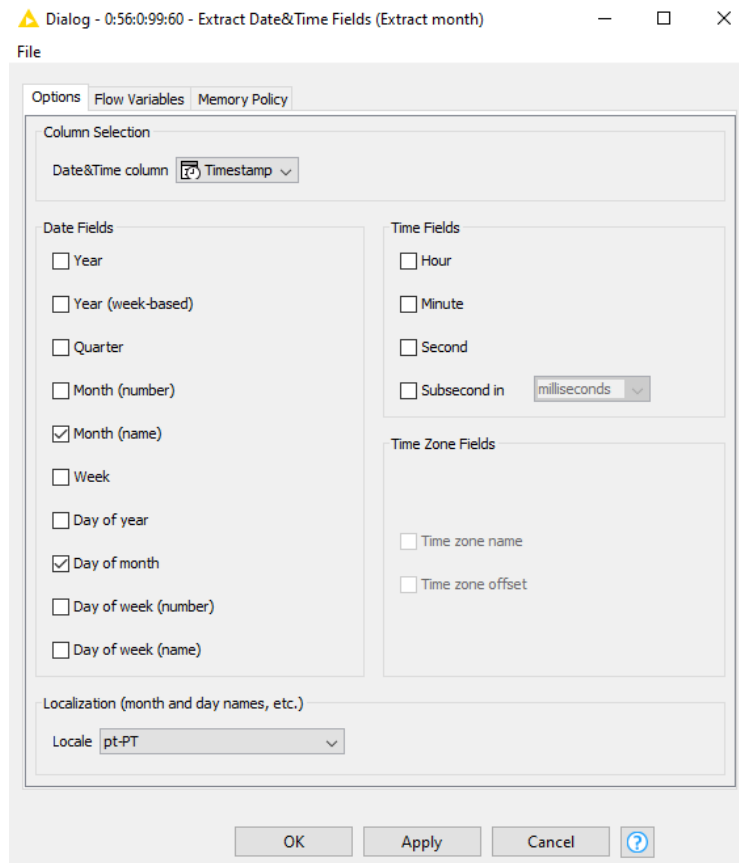 Dialog - 0:56:0:99:60 - Extract Date&Time Fields (Extract month)
File
Options Flow Variables Memory Policy
Column Selection
Date&Time column Timestamp
Date Fields
Year
Year (week-based)
Quarter
Month (number)
Month (name)
Week
Day of year
Day of month
Day of week (number)
Day of week (name)
Time Fields
Hour
Minute
Second
Subsecond in milliseconds
Time Zone Fields
Time zone name
Time zone offset
Localization (month and day names, etc.)
Locale pt-PT
OK Apply Cancel ?